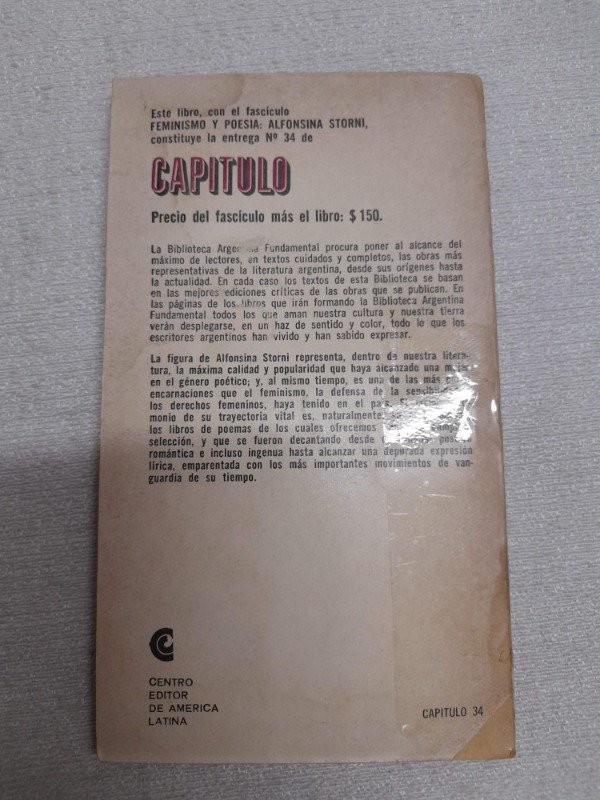 Este libro, con el fascículo
FEMINISMO Y POESIA: ALFONSINA STORNI,
constituye la entrega Nº 34 de
CAPITULO
Precio del fascículo más el libro: $ 150.
La Biblioteca Argentina Fundamental procura poner al alcance del
máximo de lectores, en textos cuidados y completos, las obras más
representativas de la literatura argentina, desde sus orígenes hasta
la actualidad. En cada caso los textos de esta Biblioteca se basan
en las mejores ediciones críticas de las obras que se publican. En
las páginas de los libros que irán formando la Biblioteca Argentina
Fundamental todos los que aman nuestra cultura y nuestra tierra
verán desplegarse, en un haz de sentido y color, todo lo que los
escritores argentinos han vivido y han sabido expresar.
La figura de Alfonsina Storni representa, dentro de nuestra litera-
tura, la máxima calidad y popularidad que haya alcanzado una mujer
en el género poético; y, al mismo tiempo, es una de las más
encarnaciones que el feminismo, la defensa de la sensibilidad
los derechos femeninos, haya tenido en el país. El
monio de su trayectoria vital es, naturalmente,
los libros de poemas de los cuales ofrecemos
selección, y que se fueron decantando desde
romántica e incluso ingenua hasta alcanzar una depurada expresión
lírica, emparentada con los más importantes movimientos de van-
guardia de su tiempo.
CENTRO
EDITOR
DE AMERICA
LATINA
CAPITULO 34